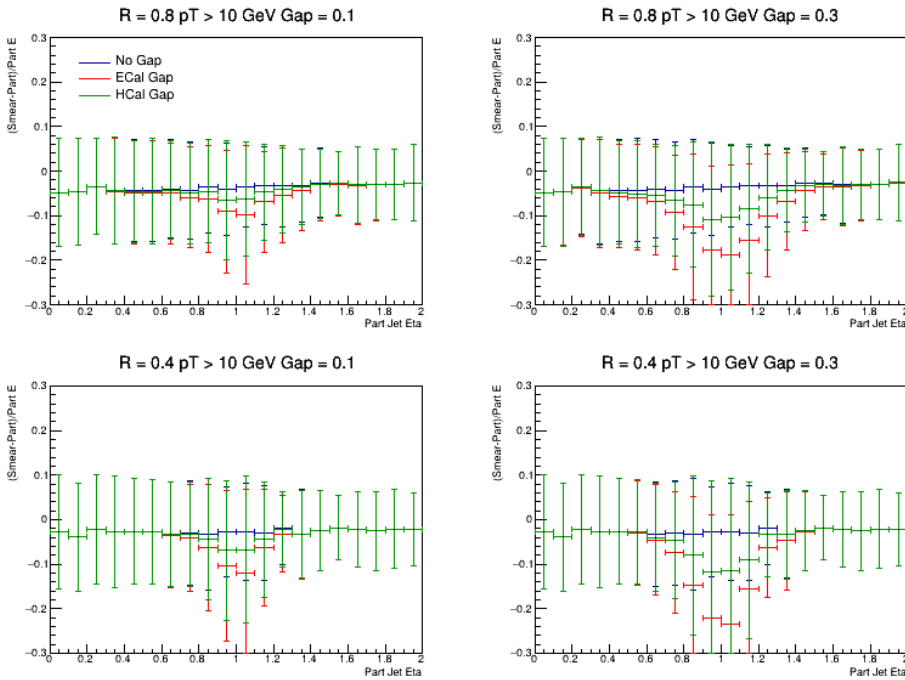 R = 0.8 pT > 10 GeV Gap = 0.1
(Smear-Part)/Part E
0.3
0.2
0.1
0
−0.1
−0.2
−0.3
No Gap
ECal Gap
HCal Gap
0 0.2 0.4 0.6 0.8 1 1.2 1.4 1.6 1.8 2
Part Jet Eta
R = 0.8 pT > 10 GeV Gap = 0.3
(Smear-Part)/Part E
0.3
0.2
0.1
0
−0.1
−0.2
−0.3
0 0.2 0.4 0.6 0.8 1 1.2 1.4 1.6 1.8 2
Part Jet Eta
R = 0.4 pT > 10 GeV Gap = 0.1
(Smear-Part)/Part E
0.3
0.2
0.1
0
−0.1
−0.2
−0.3
0 0.2 0.4 0.6 0.8 1 1.2 1.4 1.6 1.8 2
Part Jet Eta
R = 0.4 pT > 10 GeV Gap = 0.3
(Smear-Part)/Part E
0.3
0.2
0.1
0
−0.1
−0.2
−0.3
0 0.2 0.4 0.6 0.8 1 1.2 1.4 1.6 1.8 2
Part Jet Eta